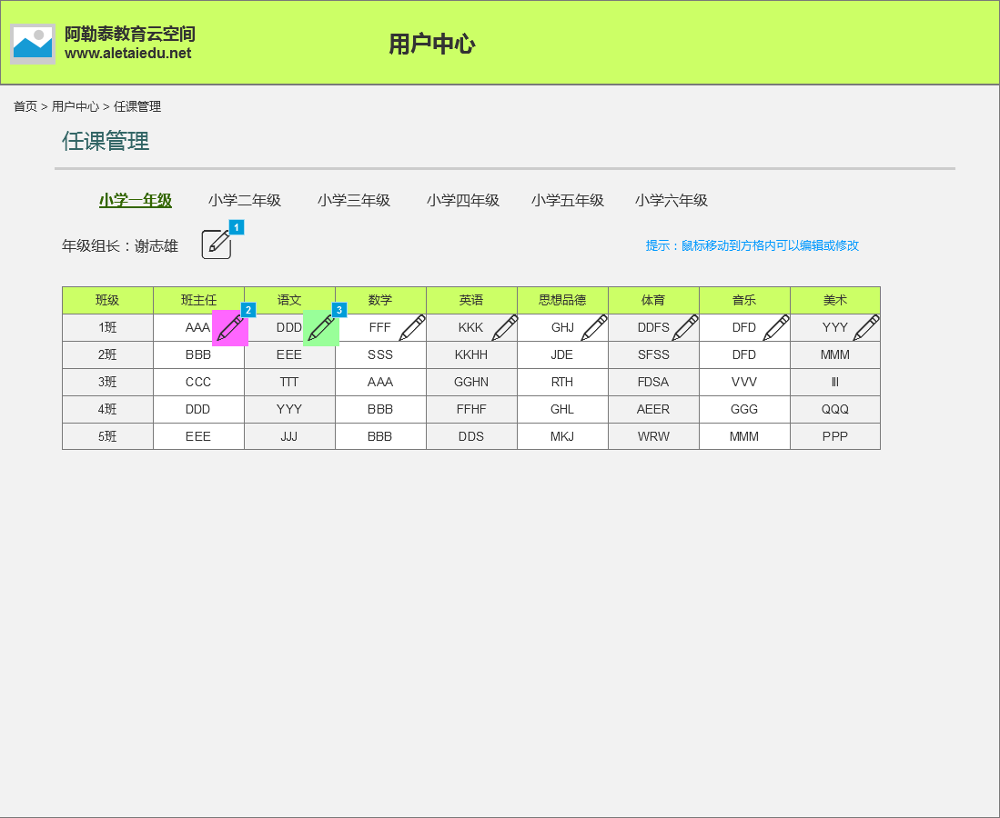 阿勒泰教育云空间
www.aletaiedu.net
用户中心
首页 > 用户中心 > 任课管理
任课管理
小学一年级 小学二年级 小学三年级 小学四年级 小学五年级 小学六年级
年级组长：谢志雄 1 提示：鼠标移动到方格内可以编辑或修改
班级 班主任 语文 数学 英语 思想品德 体育 音乐 美术
2 3
1班 AAA DDD FFF KKK GHJ DDFS DFD YYY
2班 BBB EEE SSS KKHH JDE SFSS DFD MMM
3班 CCC TTT AAA GGHN RTH FDSA VVV III
4班 DDD YYY BBB FFHF GHL AEER GGG QQQ
5班 EEE JJJ BBB DDS MKJ WRW MMM PPP